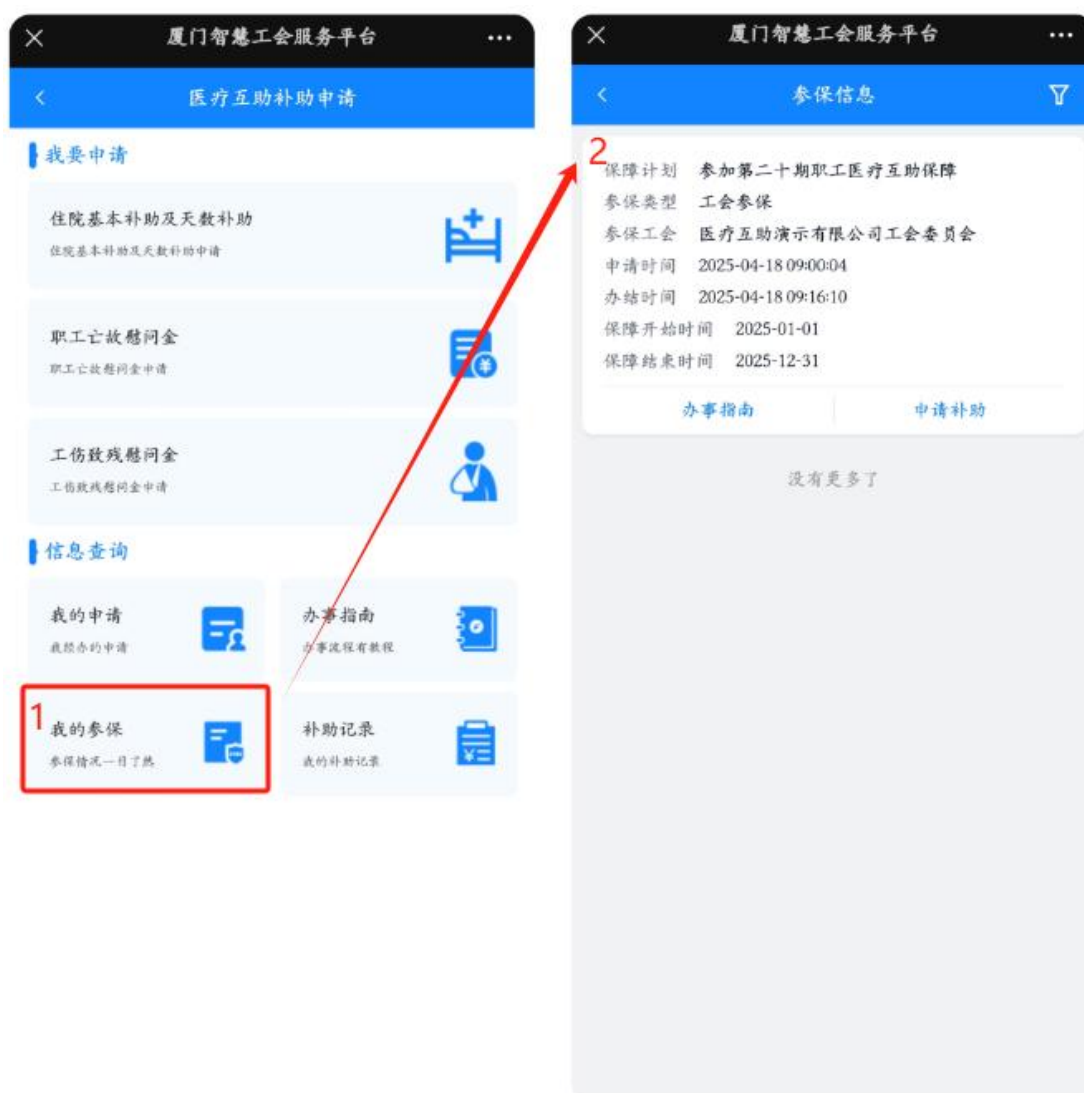 厦门智慧工会服务平台
医疗互助补助申请
我要申请
住院基本补助及天数补助
住院基本补助及天数补助申请
职工亡故慰问金
职工亡故慰问金申请
工伤致残慰问金
工伤致残慰问金申请
信息查询
我的申请
我经办的申请
办事指南
办事流程有教程
1
我的参保
参保情况一目了然
补助记录
我的补助记录
厦门智慧工会服务平台
参保信息
2
保障计划 参加第二十期职工医疗互助保障
参保类型 工会参保
参保工会 医疗互助演示有限公司工会委员会
申请时间 2025-04-18 09:00:04
办结时间 2025-04-18 09:16:10
保障开始时间 2025-01-01
保障结束时间 2025-12-31
办事指南 申请补助
没有更多了